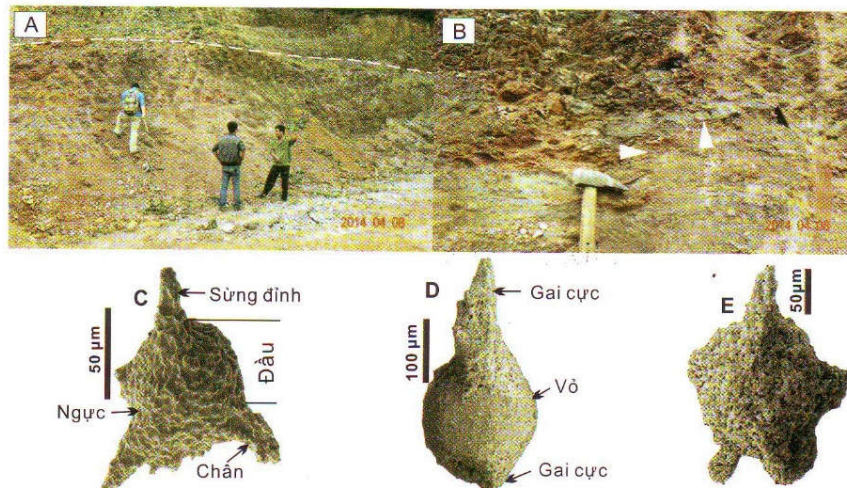 A
B
2014 04 08
2014 04 08
C
Sừng đỉnh
50 µm
Đầu
Ngực
Chân
D
Gai cực
100 µm
Vỏ
Gai cực
E
50 µm